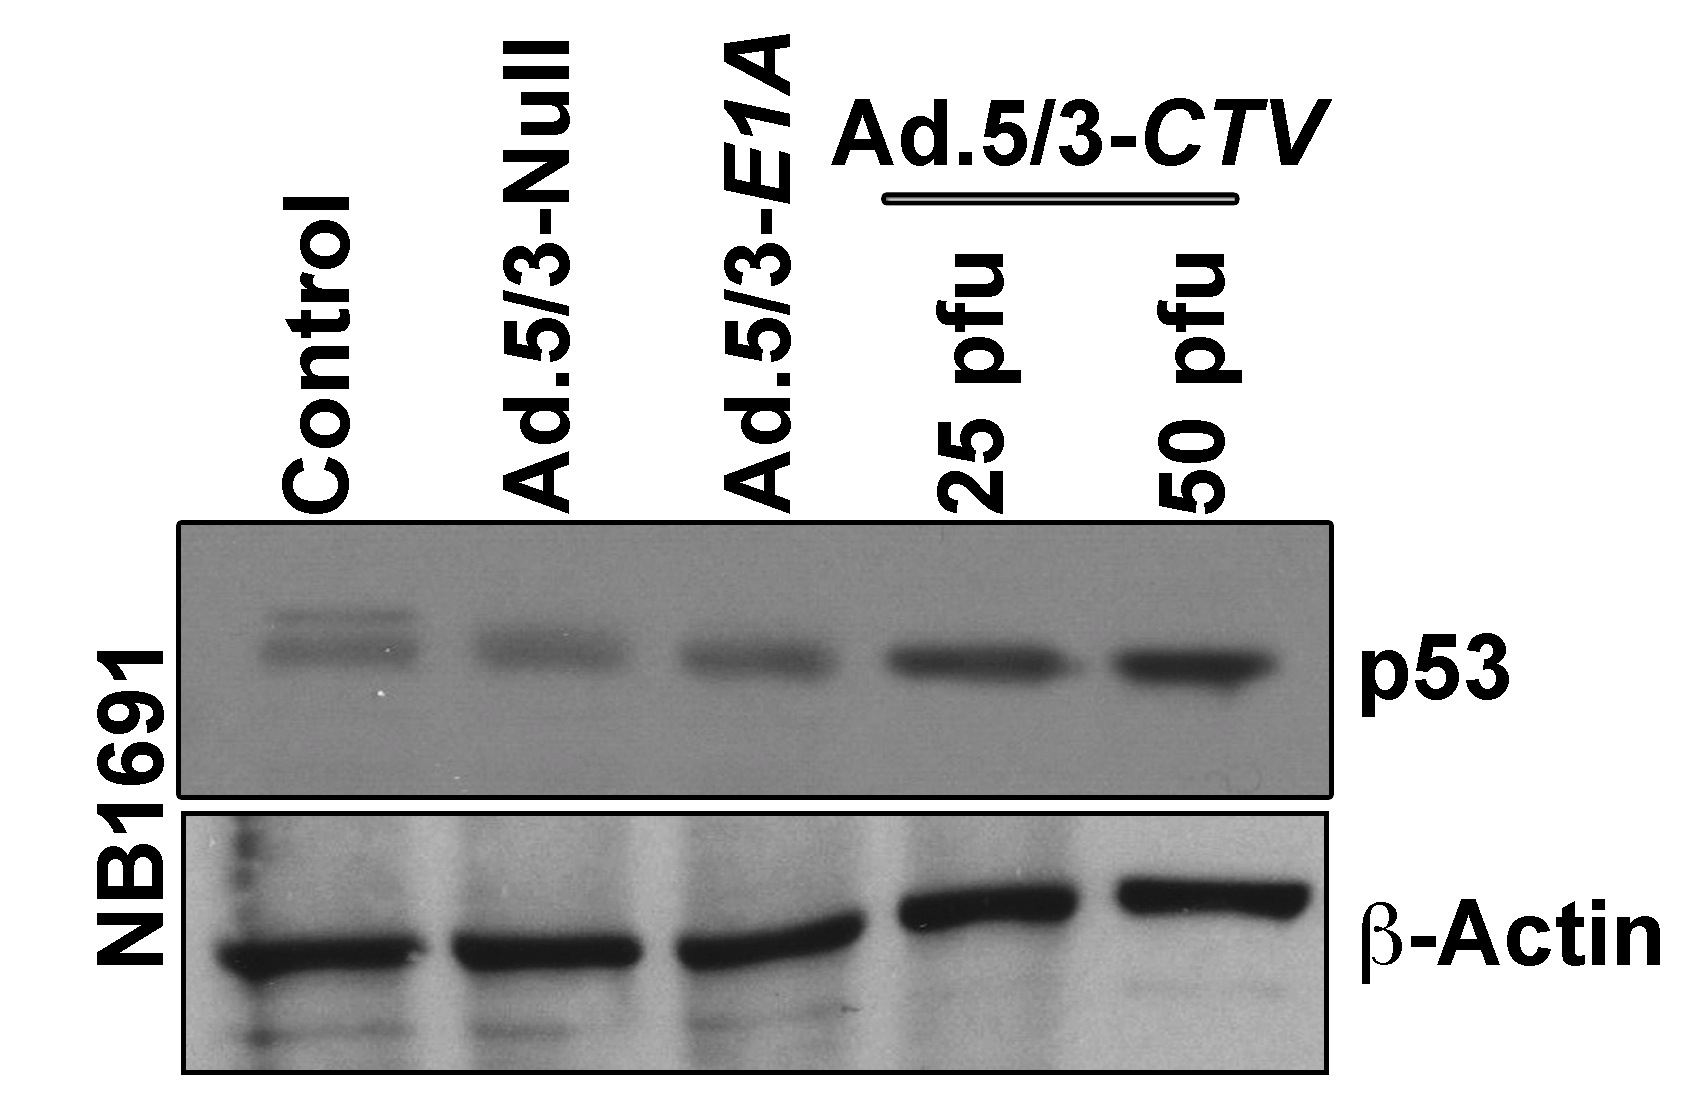 Control
Ad.5/3-Null
Ad.5/3-E1A
Ad.5/3-CTV
25 pfu
50 pfu
NB1691
p53
β-Actin